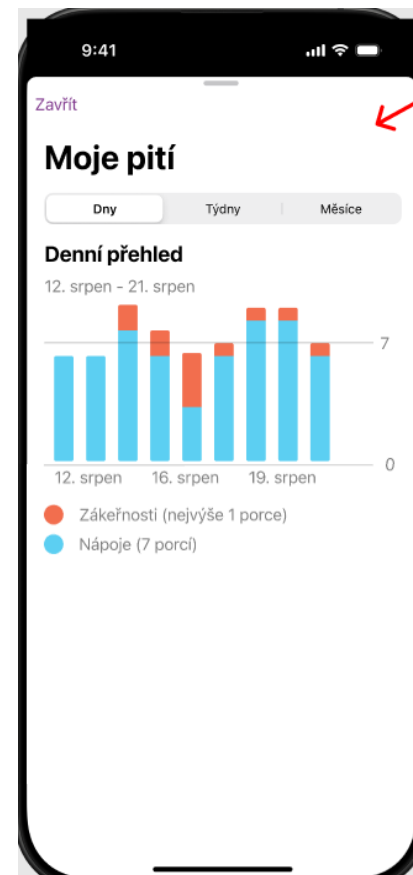 9:41
Zavřít
Moje pití
Dny Týdny Měsíce
Denní přehled
12. srpen - 21. srpen
7
0
12. srpen 16. srpen 19. srpen
Zákeřnosti (nejvýše 1 porce)
Nápoje (7 porcí)